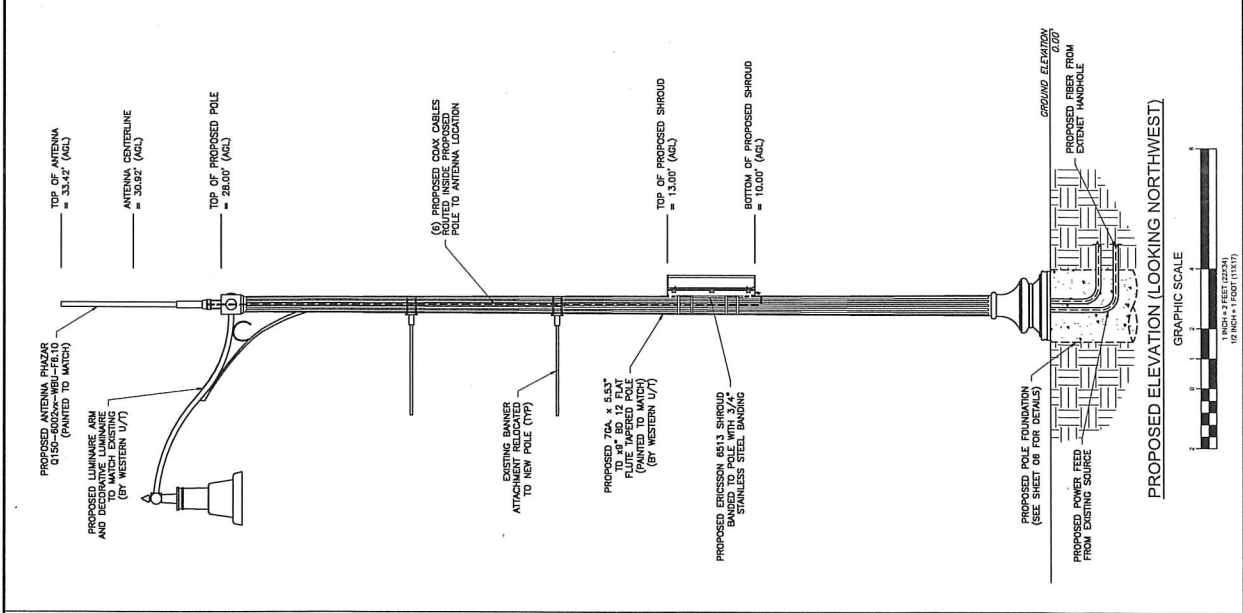 TOP OF ANTENNA
= 33.42' (AGL)
ANTENNA CENTERLINE
= 30.92' (AGL)
TOP OF PROPOSED POLE
= 28.00' (AGL)
(6) PROPOSED COAX CABLES
ROUTED INSIDE PROPOSED
POLE TO ANTENNA LOCATION
TOP OF PROPOSED SHROUD
= 13.00' (AGL)
BOTTOM OF PROPOSED SHROUD
= 10.00' (AGL)
GROUND ELEVATION
0.00'
PROPOSED FIBER FROM
EXTENET HANDHOLE
PROPOSED ANTENNA PHAZAR
(PAINTED TO MATCH)
PROPOSED LUMINAIRE ARM
AND DECORATIVE LUMINAIRE
TO MATCH EXISTING
(BY WESTERN U/T)
EXISTING BANNER
ATTACHMENT RELOCATED
TO NEW POLE (TYP)
PROPOSED 7GA. x 5.53"
TD x9" BD 12 FLAT
FLUTE TAPERED POLE
(PAINTED TO MATCH)
(BY WESTERN U/T)
PROPOSED ERICSSON 6513 SHROUD
BANDED TO POLE WITH 3/4"
STAINLESS STEEL BANDING
PROPOSED POLE FOUNDATION
(SEE SHEET 06 FOR DETAILS)
PROPOSED POWER FEED
FROM EXISTING SOURCE
PROPOSED ELEVATION (LOOKING NORTHWEST)
GRAPHIC SCALE
2 0 1 2 4 8
1 INCH = 2 FEET (22X34)
1/2 INCH = 1 FOOT (11X17)